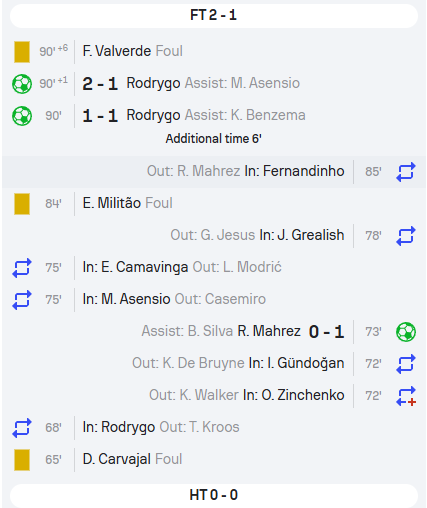 FT 2 - 1
90' +6 F. Valverde Foul
90' +1 2 - 1 Rodrygo Assist: M. Asensio
90' 1 - 1 Rodrygo Assist: K. Benzema
Additional time 6'
Out: R. Mahrez In: Fernandinho 85'
84' E. Militão Foul
Out: G. Jesus In: J. Grealish 78'
75' In: E. Camavinga Out: L. Modrić
75' In: M. Asensio Out: Casemiro
Assist: B. Silva R. Mahrez 0 - 1 73'
Out: K. De Bruyne In: I. Gündoğan 72'
Out: K. Walker In: O. Zinchenko 72'
68' In: Rodrygo Out: T. Kroos
65' D. Carvajal Foul
HT 0 - 0